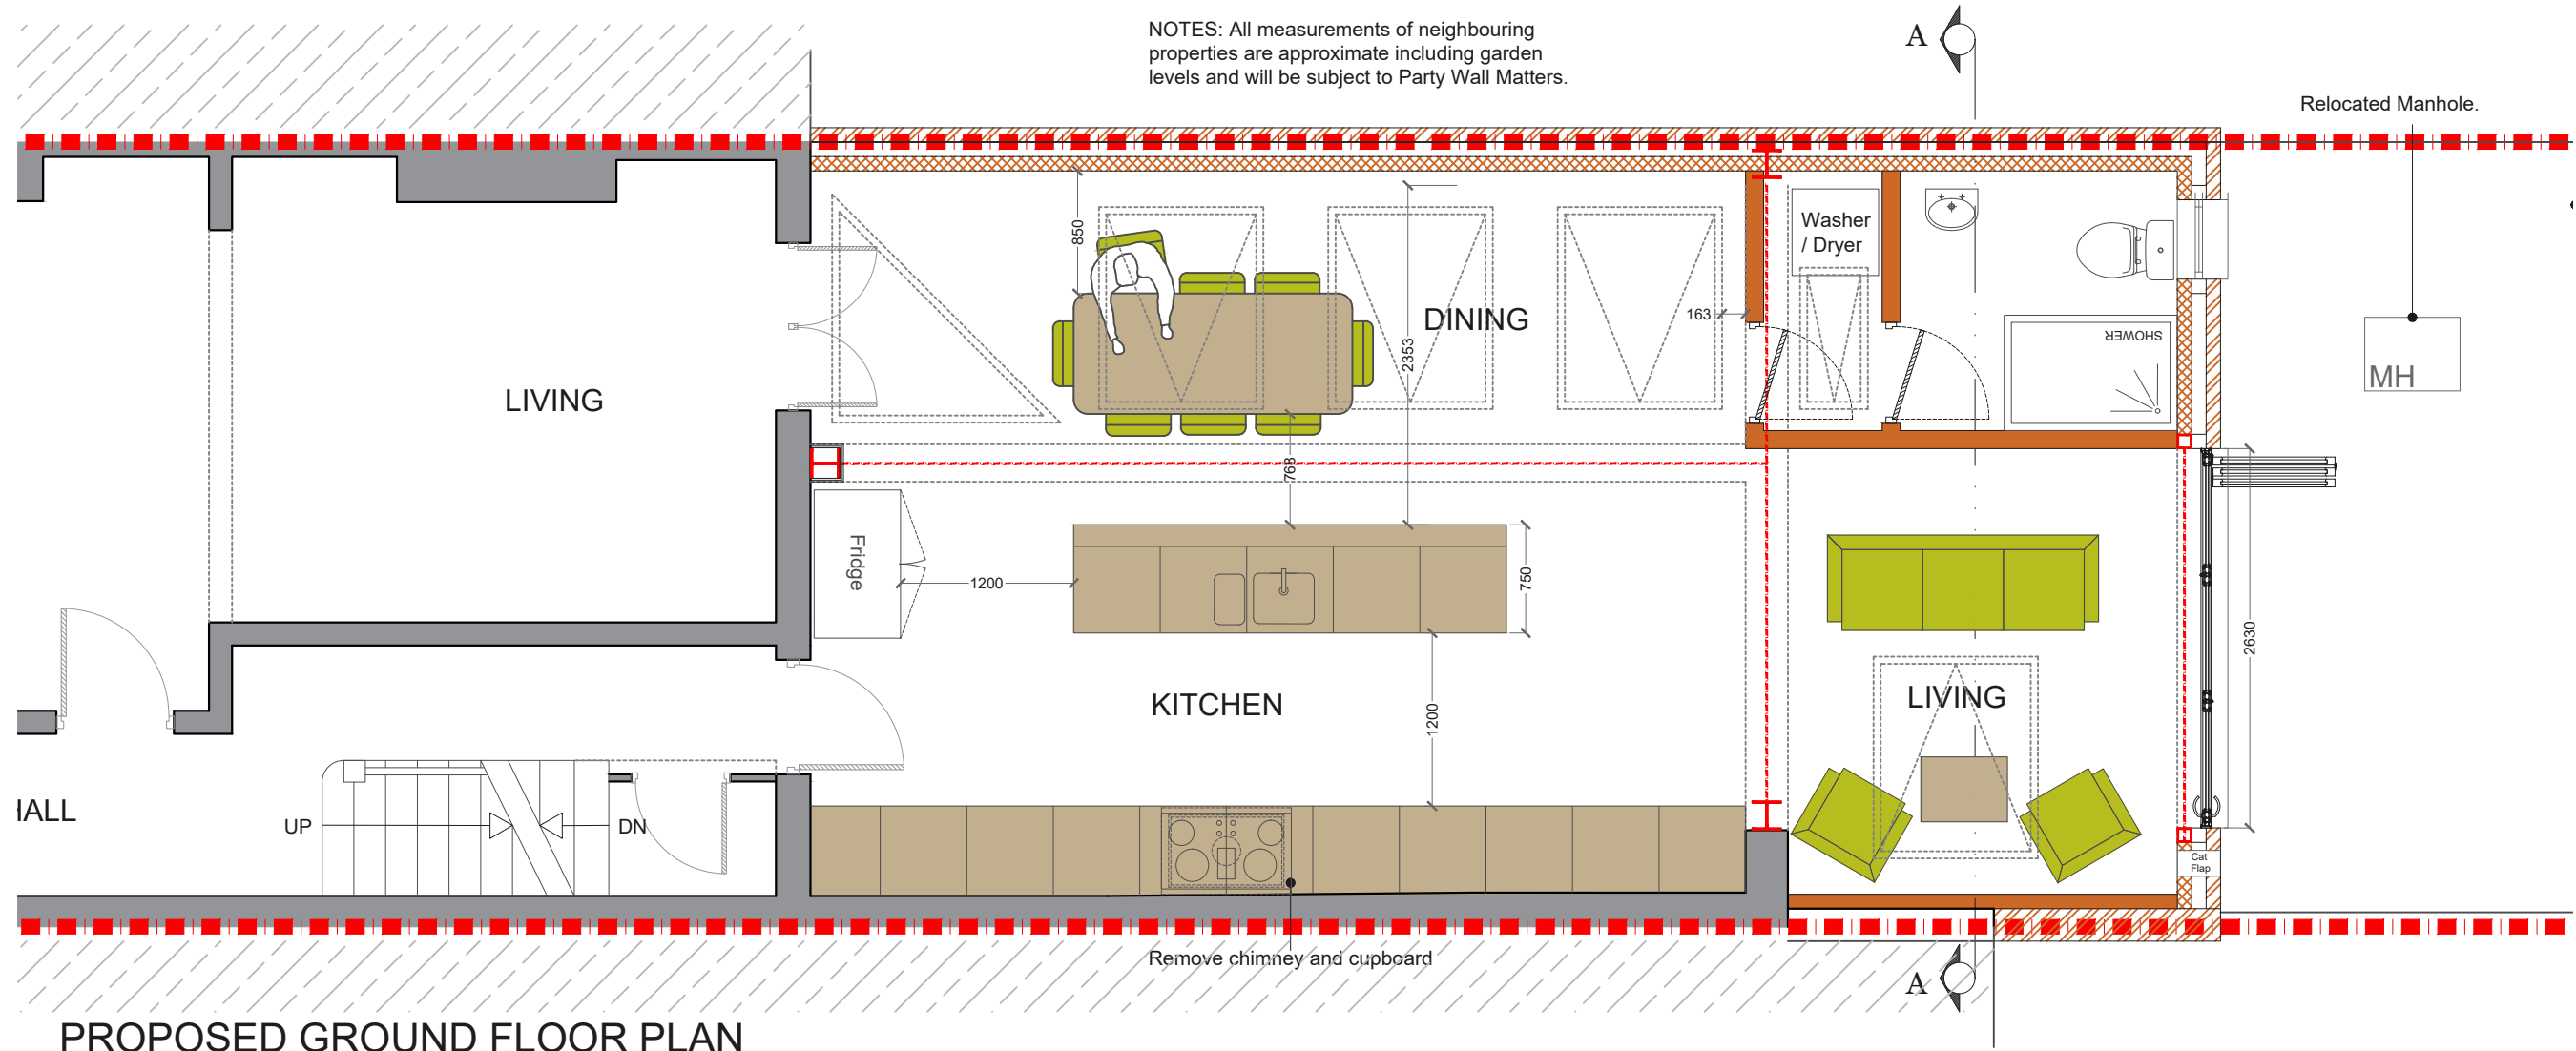 NOTES: All measurements of neighbouring
properties are approximate including garden
levels and will be subject to Party Wall Matters.
A
Relocated Manhole.
Washer
/ Dryer
850
DINING
163
2353
SHOWER
MH
LIVING
768
Fridge
1200
750
2630
KITCHEN
1200
LIVING
UP
DN
Cat
Flap
Remove chimney and cupboard
A
PROPOSED GROUND FLOOR PLAN